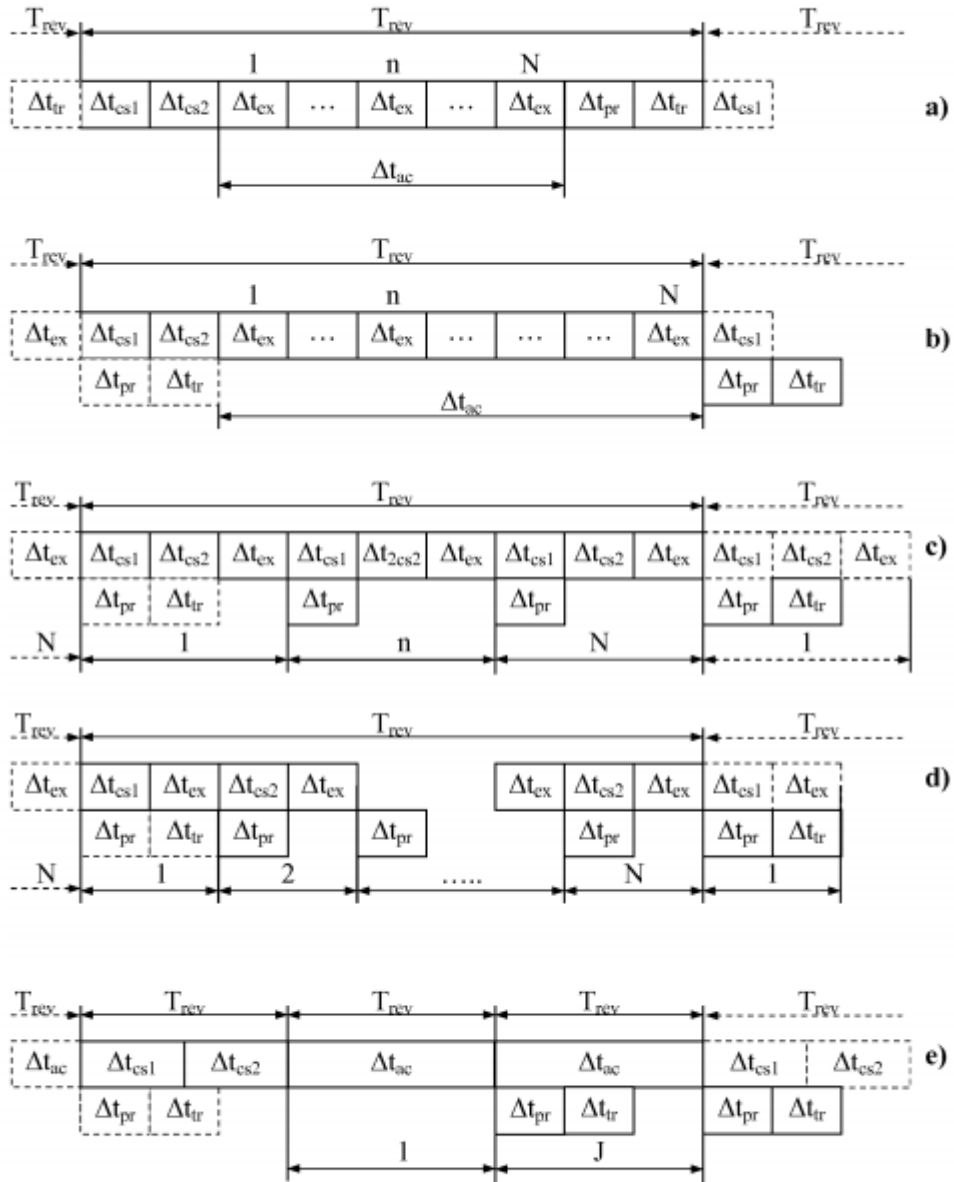 T_rev T_rev T_rev
1 n N
Δt_tr Δt_cs1 Δt_cs2 Δt_ex … Δt_ex … Δt_ex Δt_pr Δt_tr Δt_cs1 a)
Δt_ac
T_rev T_rev T_rev
1 n N
Δt_ex Δt_cs1 Δt_cs2 Δt_ex … Δt_ex … … … Δt_ex Δt_cs1 b)
Δt_pr Δt_tr Δt_pr Δt_tr
Δt_ac
T_rev T_rev T_rev
Δt_ex Δt_cs1 Δt_cs2 Δt_ex Δt_cs1 Δt_2cs2 Δt_ex Δt_cs1 Δt_cs2 Δt_ex Δt_cs1 Δt_cs2 Δt_ex c)
Δt_pr Δt_tr Δt_pr Δt_pr Δt_pr Δt_tr
N 1 n N 1
T_rev T_rev T_rev
Δt_ex Δt_cs1 Δt_ex Δt_cs2 Δt_ex Δt_ex Δt_cs2 Δt_ex Δt_cs1 Δt_ex d)
Δt_pr Δt_tr Δt_pr Δt_pr Δt_pr Δt_pr Δt_tr
N 1 2 ..... N 1
T_rev T_rev T_rev T_rev T_rev
Δt_ac Δt_cs1 Δt_cs2 Δt_ac Δt_ac Δt_cs1 Δt_cs2 e)
Δt_pr Δt_tr Δt_pr Δt_tr Δt_pr Δt_tr
1 J